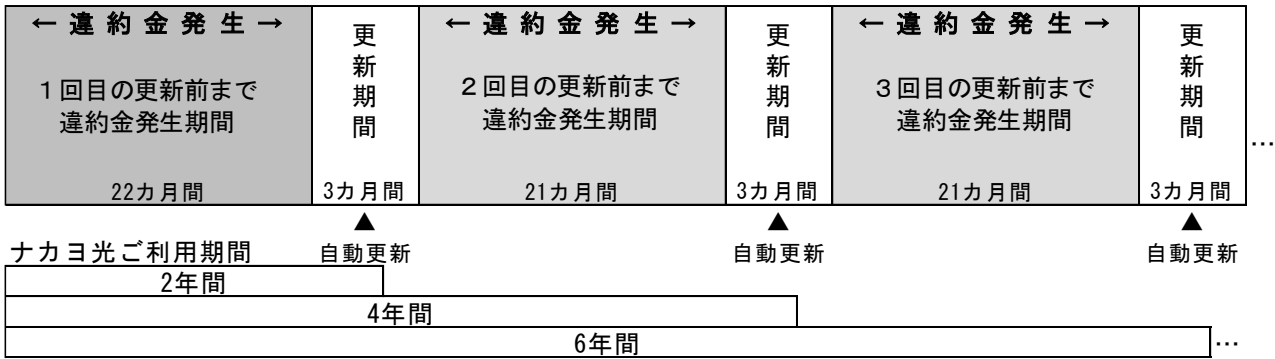 ← 違 約 金 発 生 →
1回目の更新前まで
違約金発生期間
22カ月間
更新期間
3カ月間
← 違 約 金 発 生 →
2回目の更新前まで
違約金発生期間
21カ月間
更新期間
3カ月間
← 違 約 金 発 生 →
3回目の更新前まで
違約金発生期間
21カ月間
更新期間
3カ月間
…
▲
自動更新
▲
自動更新
▲
自動更新
ナカヨ光ご利用期間
2年間
4年間
6年間
…